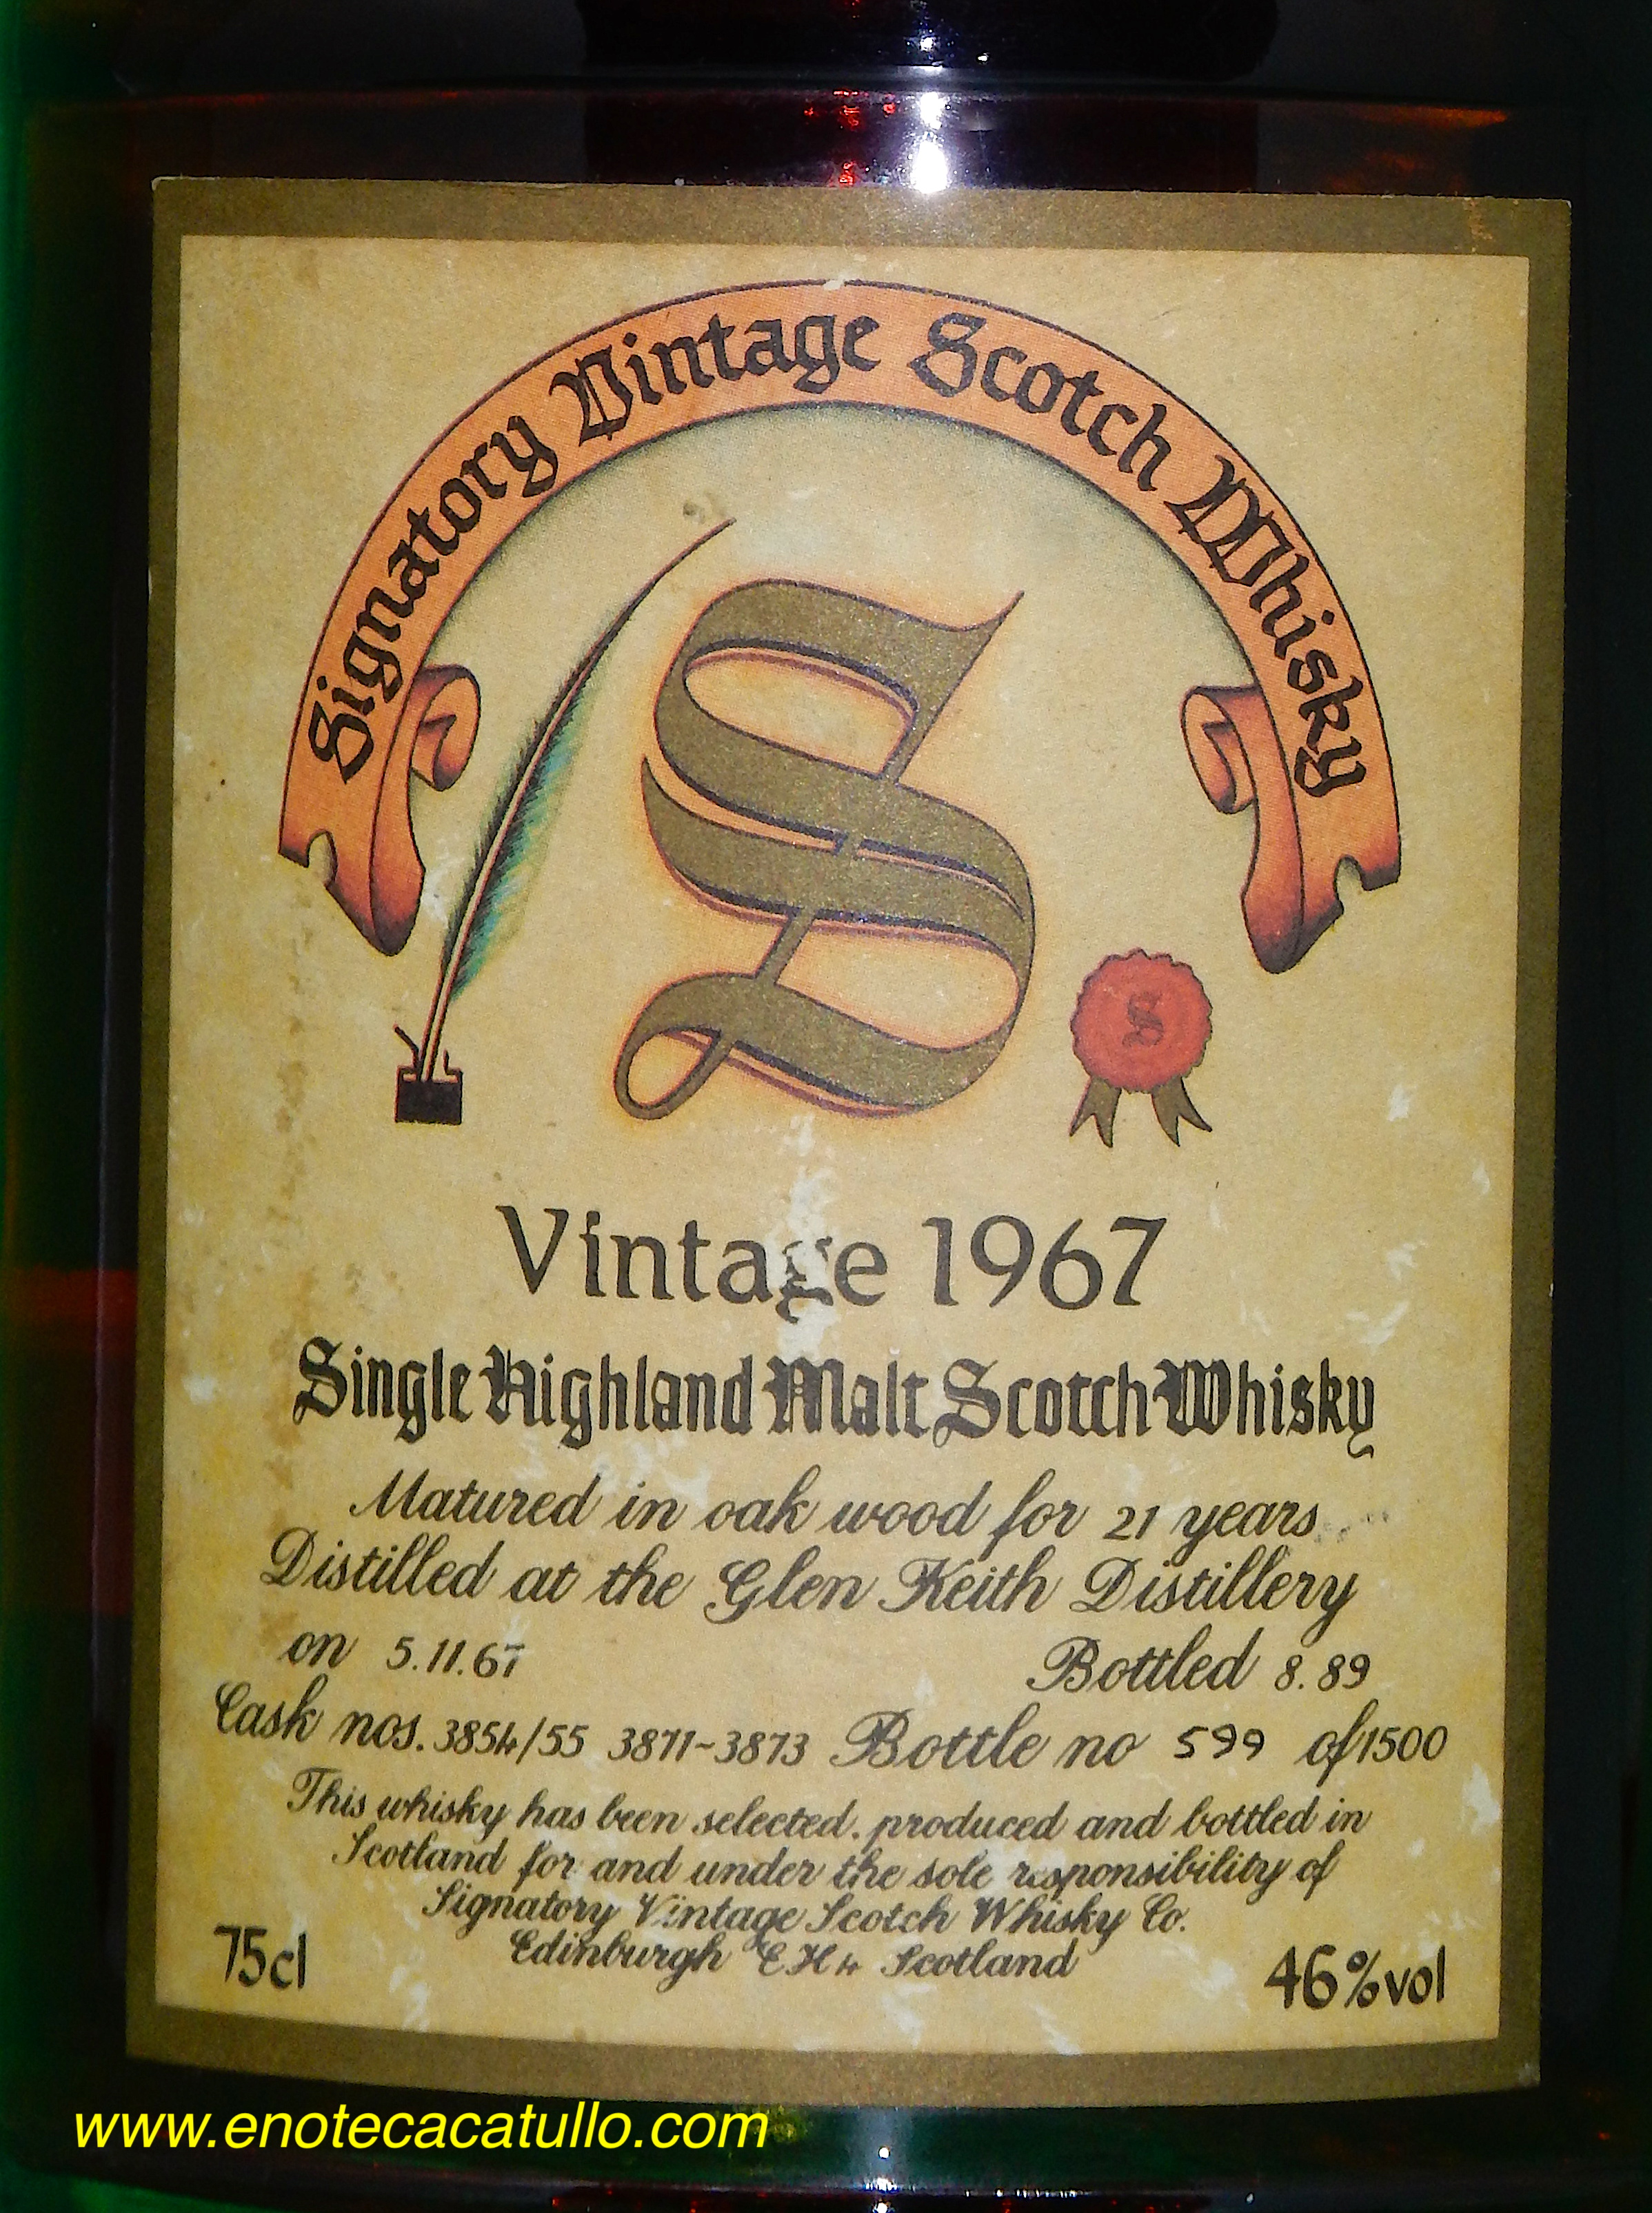 Signatory Vintage Scotch Whisky
S
S
Vintage 1967
Single Highland Malt Scotch Whisky
Matured in oak wood for 21 years
Distilled at the Glen Keith Distillery
on 5.11.67 Bottled 8.89
Cask nos. 3854/55 3871-3873 Bottle no 599 of 1500
This whisky has been selected. produced and bottled in
Scotland for and under the sole responsibility of
Signatory Vintage Scotch Whisky Co.
Edinburgh EH4 Scotland
75cl 46%vol
www.enotecacatullo.com